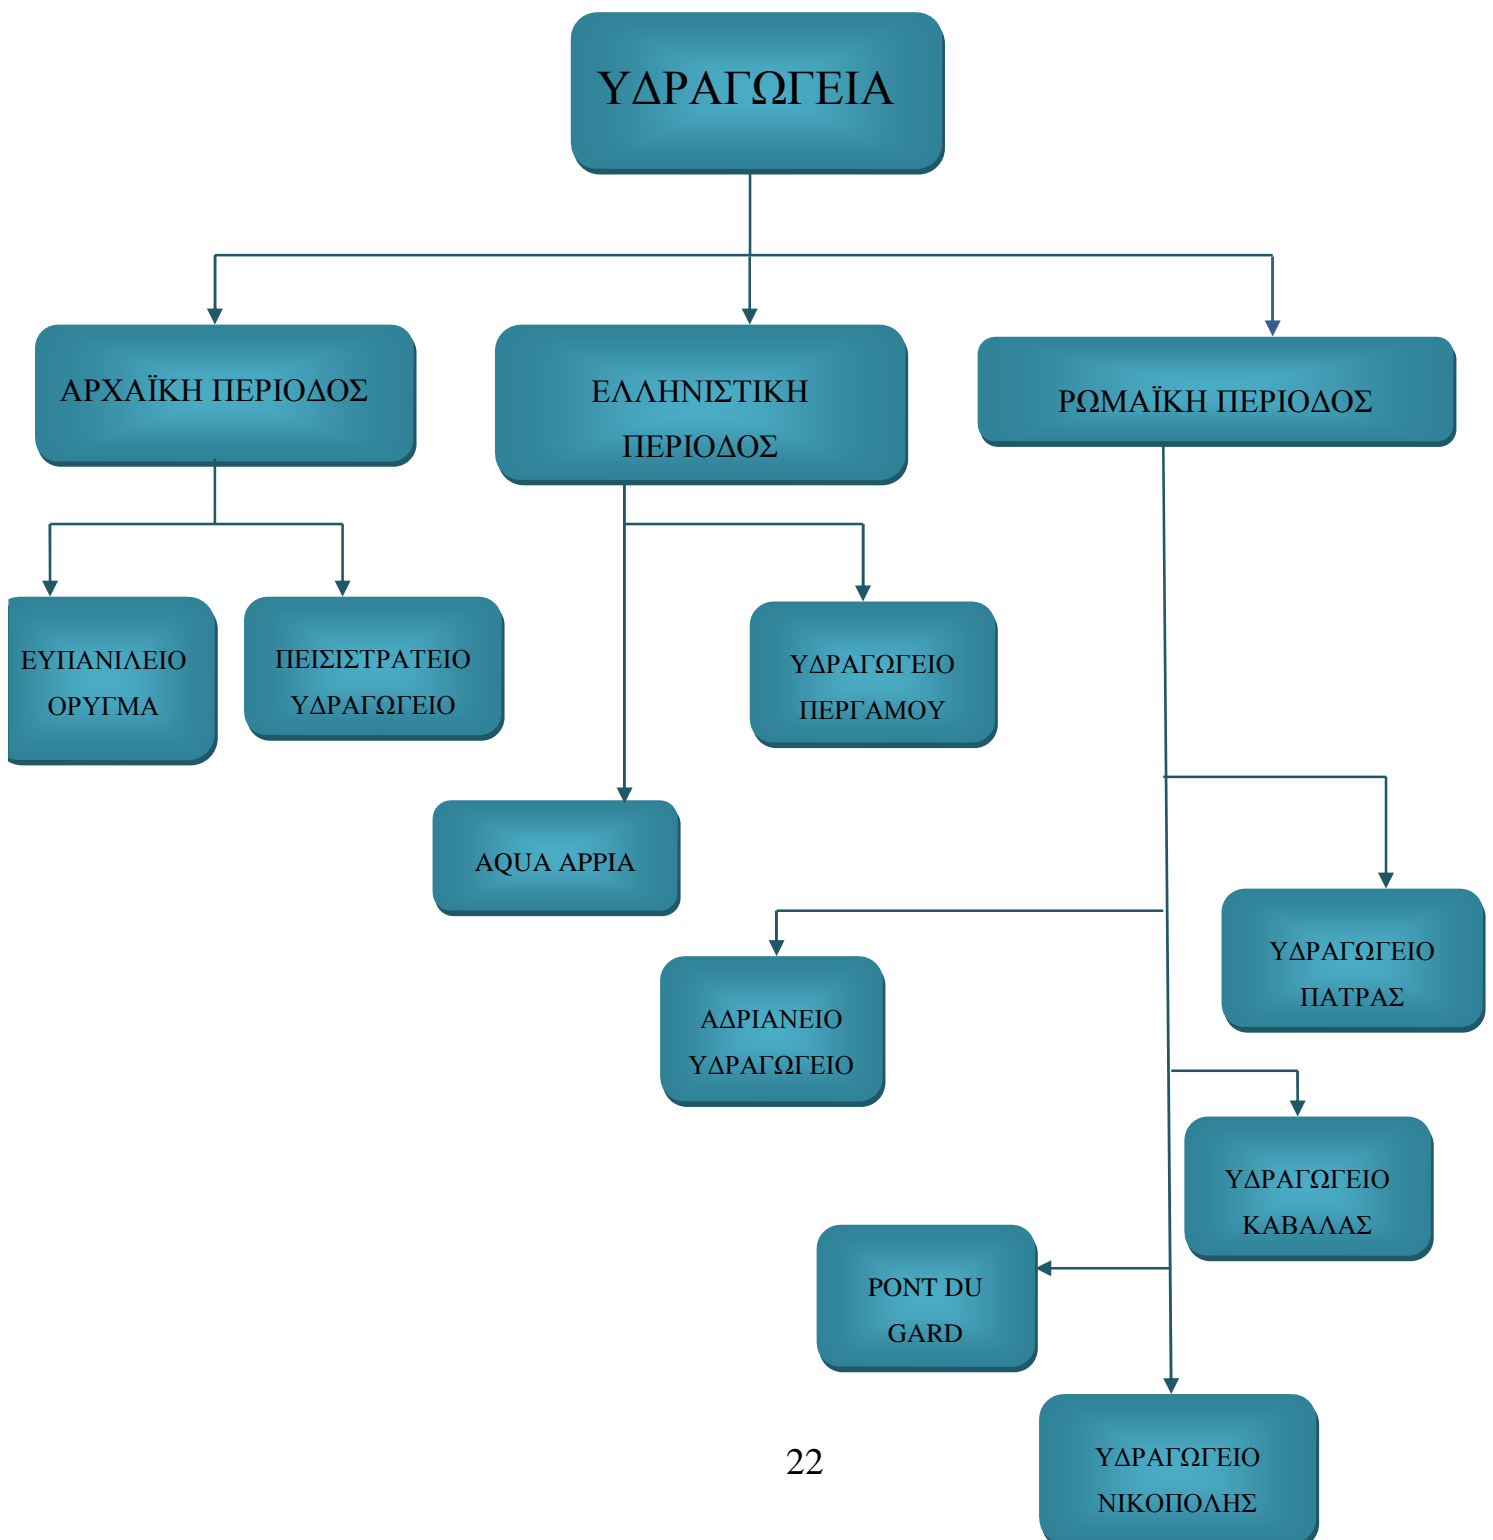 ΥΔΡΑΓΩΓΕΙΑ
ΑΡΧΑΪΚΗ ΠΕΡΙΟΔΟΣ
ΕΛΛΗΝΙΣΤΙΚΗ
ΠΕΡΙΟΔΟΣ
ΡΩΜΑΪΚΗ ΠΕΡΙΟΔΟΣ
ΕΥΠΑΝΙΛΕΙΟ
ΟΡΥΓΜΑ
ΠΕΙΣΙΣΤΡΑΤΕΙΟ
ΥΔΡΑΓΩΓΕΙΟ
ΥΔΡΑΓΩΓΕΙΟ
ΠΕΡΓΑΜΟΥ
AQUA APPIA
ΥΔΡΑΓΩΓΕΙΟ
ΠΑΤΡΑΣ
ΑΔΡΙΑΝΕΙΟ
ΥΔΡΑΓΩΓΕΙΟ
ΥΔΡΑΓΩΓΕΙΟ
ΚΑΒΑΛΑΣ
PONT DU
GARD
ΥΔΡΑΓΩΓΕΙΟ
ΝΙΚΟΠΟΛΗΣ
22